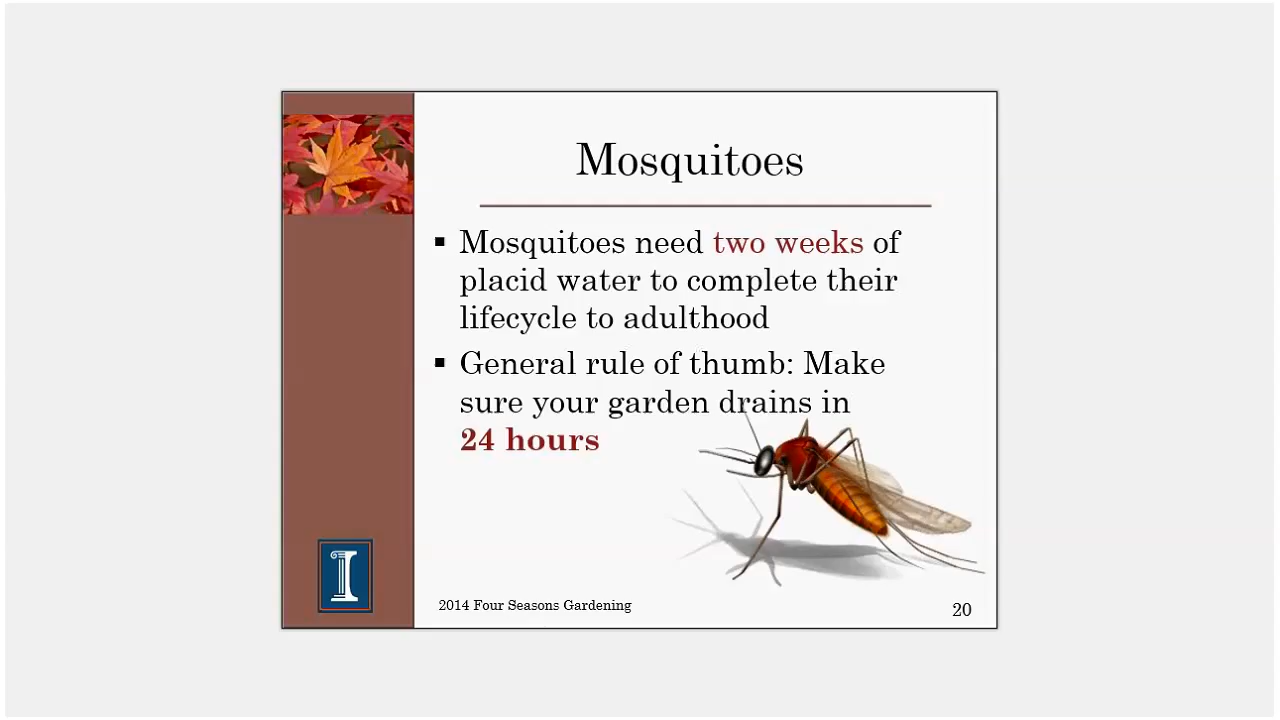 Mosquitoes
▪ Mosquitoes need two weeks of
placid water to complete their
lifecycle to adulthood
▪ General rule of thumb: Make
sure your garden drains in
24 hours
I
2014 Four Seasons Gardening
20